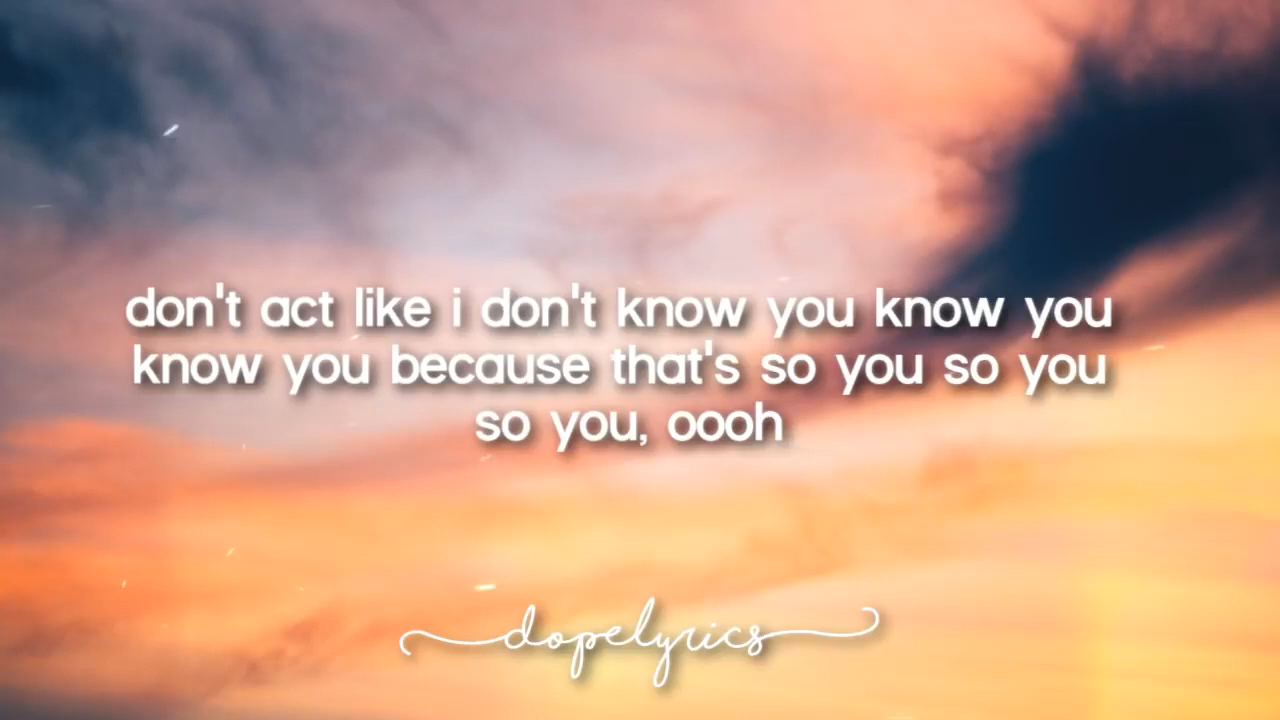 don't act like i don't know you know you
know you because that's so you so you
so you, oooh
dopelyrics